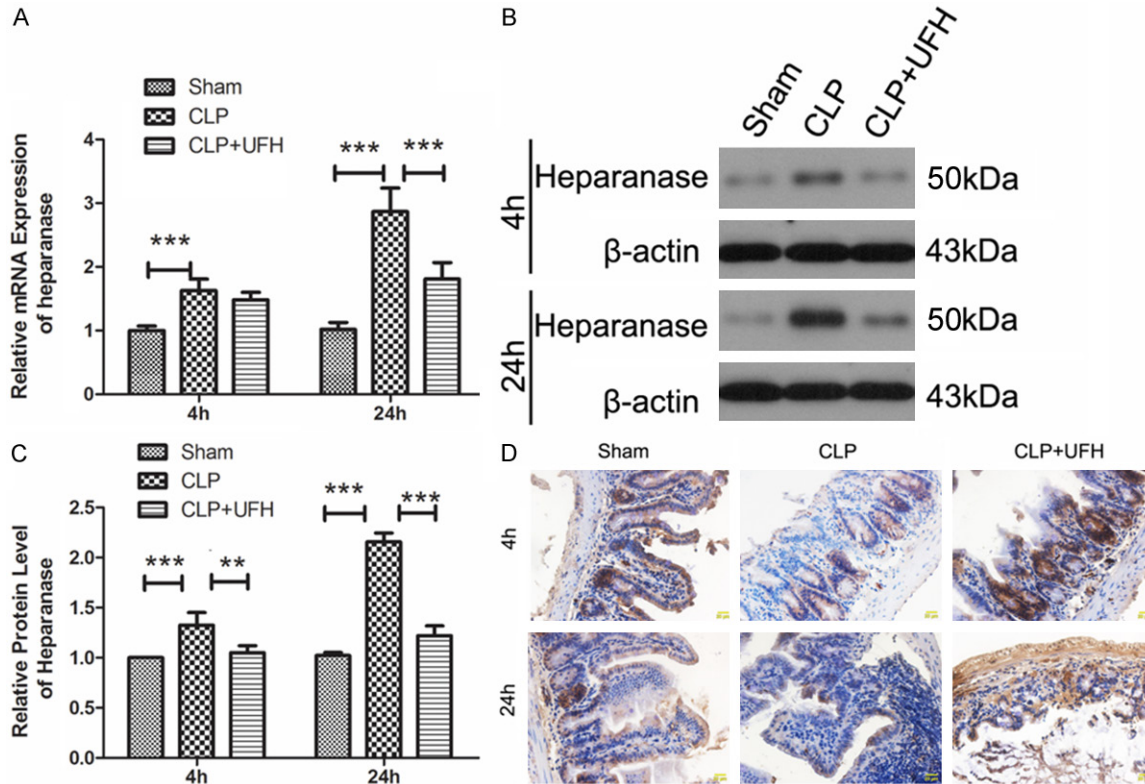 A
Sham
CLP
CLP+UFH
Relative mRNA Expression
of heparanase
4
3
2
1
0
***
***
***
4h
24h
B
Sham
CLP
CLP+UFH
4h
Heparanase
50kDa
β-actin
43kDa
24h
Heparanase
50kDa
β-actin
43kDa
C
Sham
CLP
CLP+UFH
Relative Protein Level
of Heparanase
2.5
2.0
1.5
1.0
0.5
0.0
***
**
***
***
4h
24h
D
Sham
CLP
CLP+UFH
4h
24h